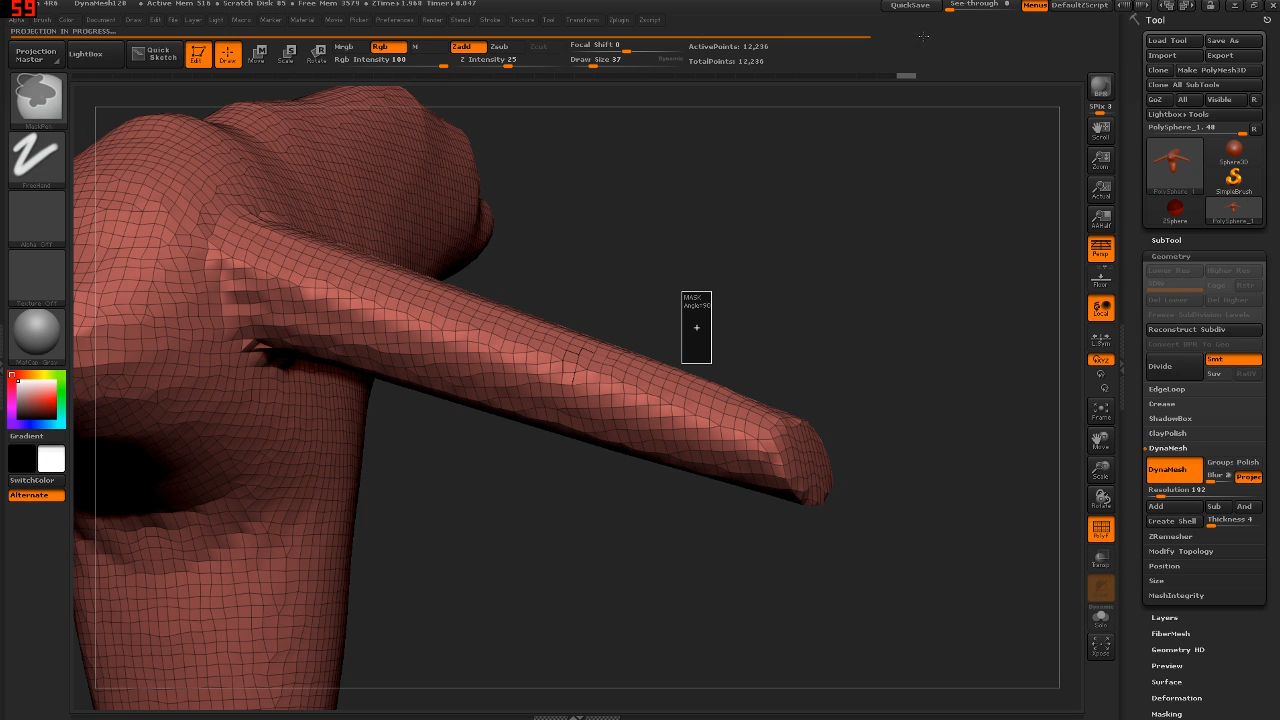 59 4R6 DynaMesh128 • Active Mem 516 • Scratch Disk 85 • Free Mem 3579 • ZTime▸1.968 Timer▸0.047 QuickSave See-through 0 Menus DefaultZScript
Alpha Brush Color Document Draw Edit File Layer Light Macro Marker Material Movie Picker Preferences Render Stencil Stroke Texture Tool Transform Zplugin Zscript
PROJECTION IN PROGRESS...
Projection Master
LightBox
Quick Sketch
Edit
Draw
Move
Scale
Rotate
Mrgb Rgb M
Rgb Intensity 100
Zadd Zsub Zcut
Z Intensity 25
Focal Shift 0
Draw Size 37 Dynamic
ActivePoints: 12,236
TotalPoints: 12,236
MaskPen
FreeHand
Alpha Off
Texture Off
MatCap Gray
Gradient
SwitchColor
Alternate
MASK
Angle=90
BPR
SPix 3
Scroll
Zoom
Actual
AAHalf
Persp
Floor
Local
L.Sym
Frame
Move
Scale
Rotate
PolyF
Transp
Dynamic
Solo
Xpose
Tool
Load Tool Save As
Import Export
Clone Make PolyMesh3D
Clone All SubTools
GoZ All Visible R
Lightbox▸Tools
PolySphere_1. 48 R
PolySphere_1
Sphere3D
SimpleBrush
ZSphere
PolySphere_1
SubTool
Geometry
Lower Res Higher Res
SDiv Cage Rstr
Del Lower Del Higher
Freeze SubDivision Levels
Reconstruct Subdiv
Convert BPR To Geo
Divide
Smt
Suv ReUV
EdgeLoop
Crease
ShadowBox
ClayPolish
DynaMesh
DynaMesh
Groups Polish
Blur 2 Projec
Resolution 192
Add Sub And
Create Shell Thickness 4
ZRemesher
Modify Topology
Position
Size
MeshIntegrity
Layers
FiberMesh
Geometry HD
Preview
Surface
Deformation
Masking